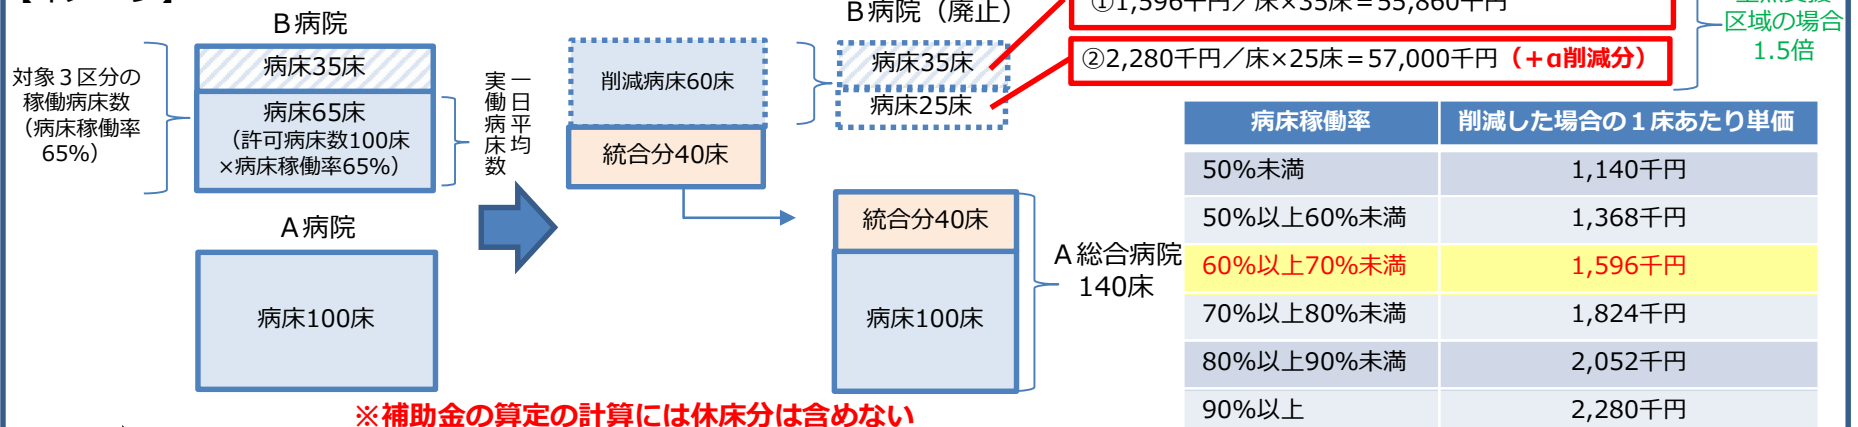 B病院
病床35床
病床65床
(許可病床数100床
×病床稼働率65%)
対象3区分の
稼働病床数
(病床稼働率
65%)
一日平均
実働病床数
A病院
病床100床
削減病床60床
統合分40床
B病院(廃止)
病床35床
病床25床
①1,596千円/床×35床=55,860千円
②2,280千円/床×25床=57,000千円(+α削減分)
区域の場合
1.5倍
統合分40床
病床100床
A総合病院
140床
病床稼働率 削減した場合の1床あたり単価
50%未満 1,140千円
50%以上60%未満 1,368千円
60%以上70%未満 1,596千円
70%以上80%未満 1,824千円
80%以上90%未満 2,052千円
90%以上 2,280千円
※補助金の算定の計算には休床分は含めない